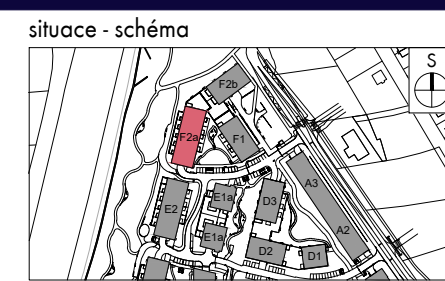 situace - schéma
S
F2b
F2a
F1
A3
E1a
D3
E2
A2
E1a
D2
D1